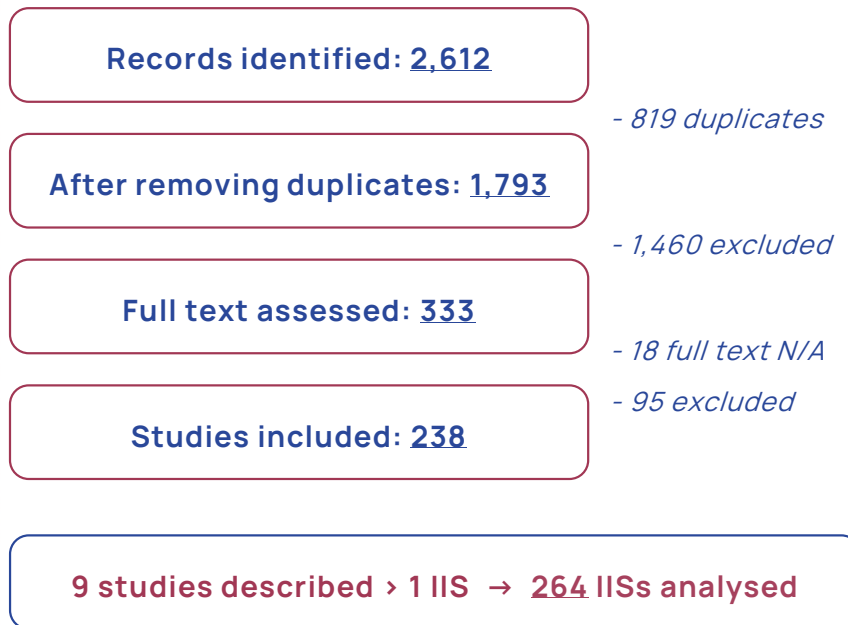 Records identified: 2,612
- 819 duplicates
After removing duplicates: 1,793
- 1,460 excluded
Full text assessed: 333
- 18 full text N/A
- 95 excluded
Studies included: 238
9 studies described > 1 IIS → 264 IISs analysed